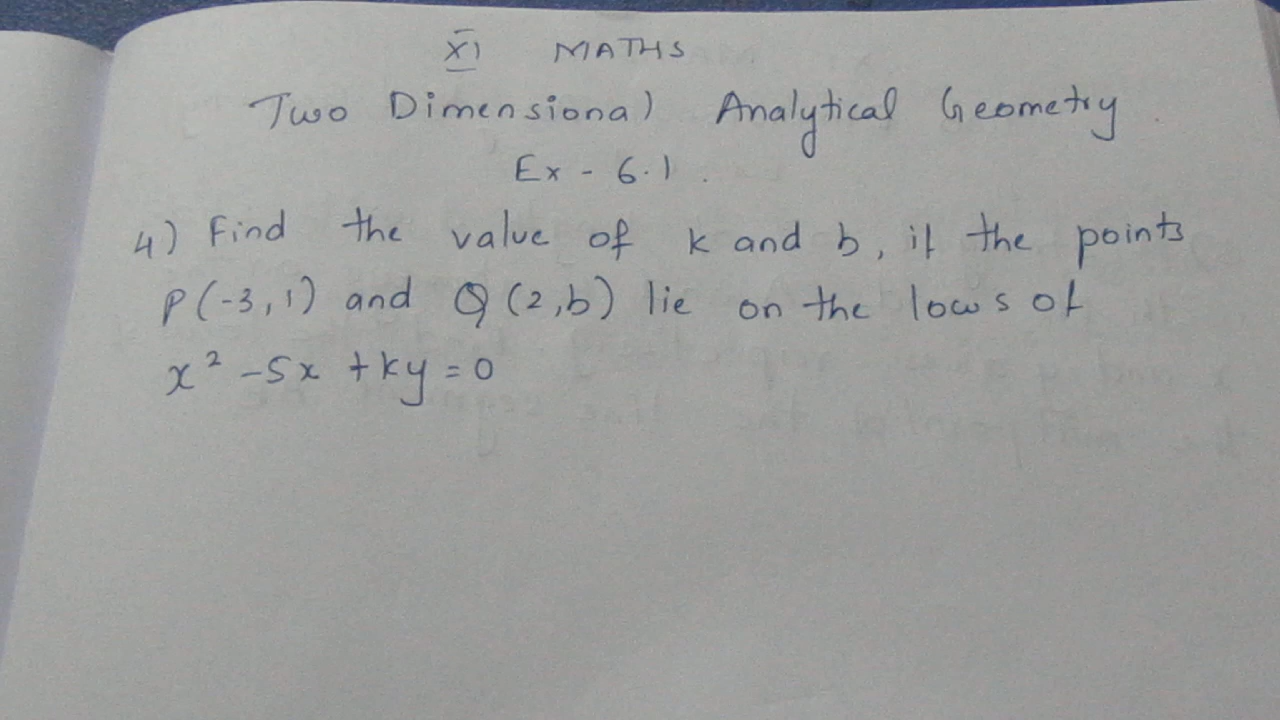 XI MATHS
Two Dimensional Analytical Geometry.
Ex - 6.1.
4) Find the value of k and b, if the points
P(-3,1) and Q(2,b) lie on the locus of
x² -5x +ky=0